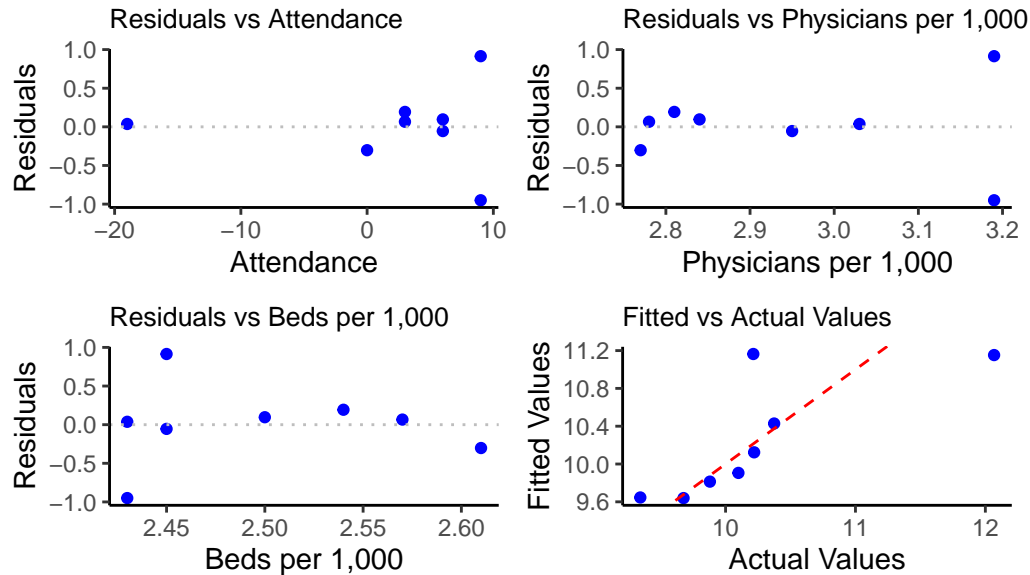 Residuals vs Attendance
1.0
0.5
0.0
−0.5
−1.0
Residuals
−20
−10
0
10
Attendance
Residuals vs Physicians per 1,000
1.0
0.5
0.0
−0.5
−1.0
Residuals
2.8
2.9
3.0
3.1
3.2
Physicians per 1,000
Residuals vs Beds per 1,000
1.0
0.5
0.0
−0.5
−1.0
Residuals
2.45
2.50
2.55
2.60
Beds per 1,000
Fitted vs Actual Values
11.2
10.4
10.0
9.6
Fitted Values
10
11
12
Actual Values